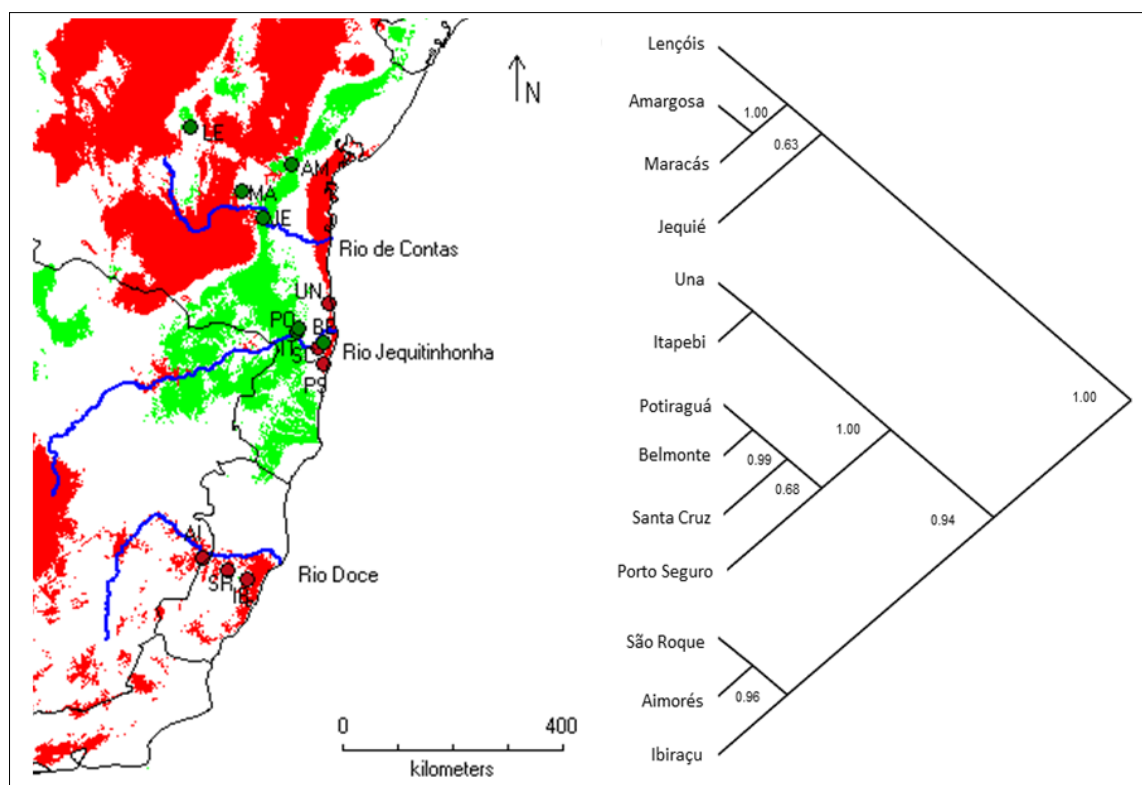 N
LE
AM
MA
JE
Rio de Contas
UN
PO
BE
IT
SC
Rio Jequitinhonha
PS
AI
SR
IB
Rio Doce
0 400
kilometers
Lençóis
Amargosa
1.00
0.63
Maracás
Jequié
Una
Itapebi
Potiraguá
1.00
1.00
Belmonte
0.99
0.68
Santa Cruz
0.94
Porto Seguro
São Roque
Aimorés
0.96
Ibiraçu